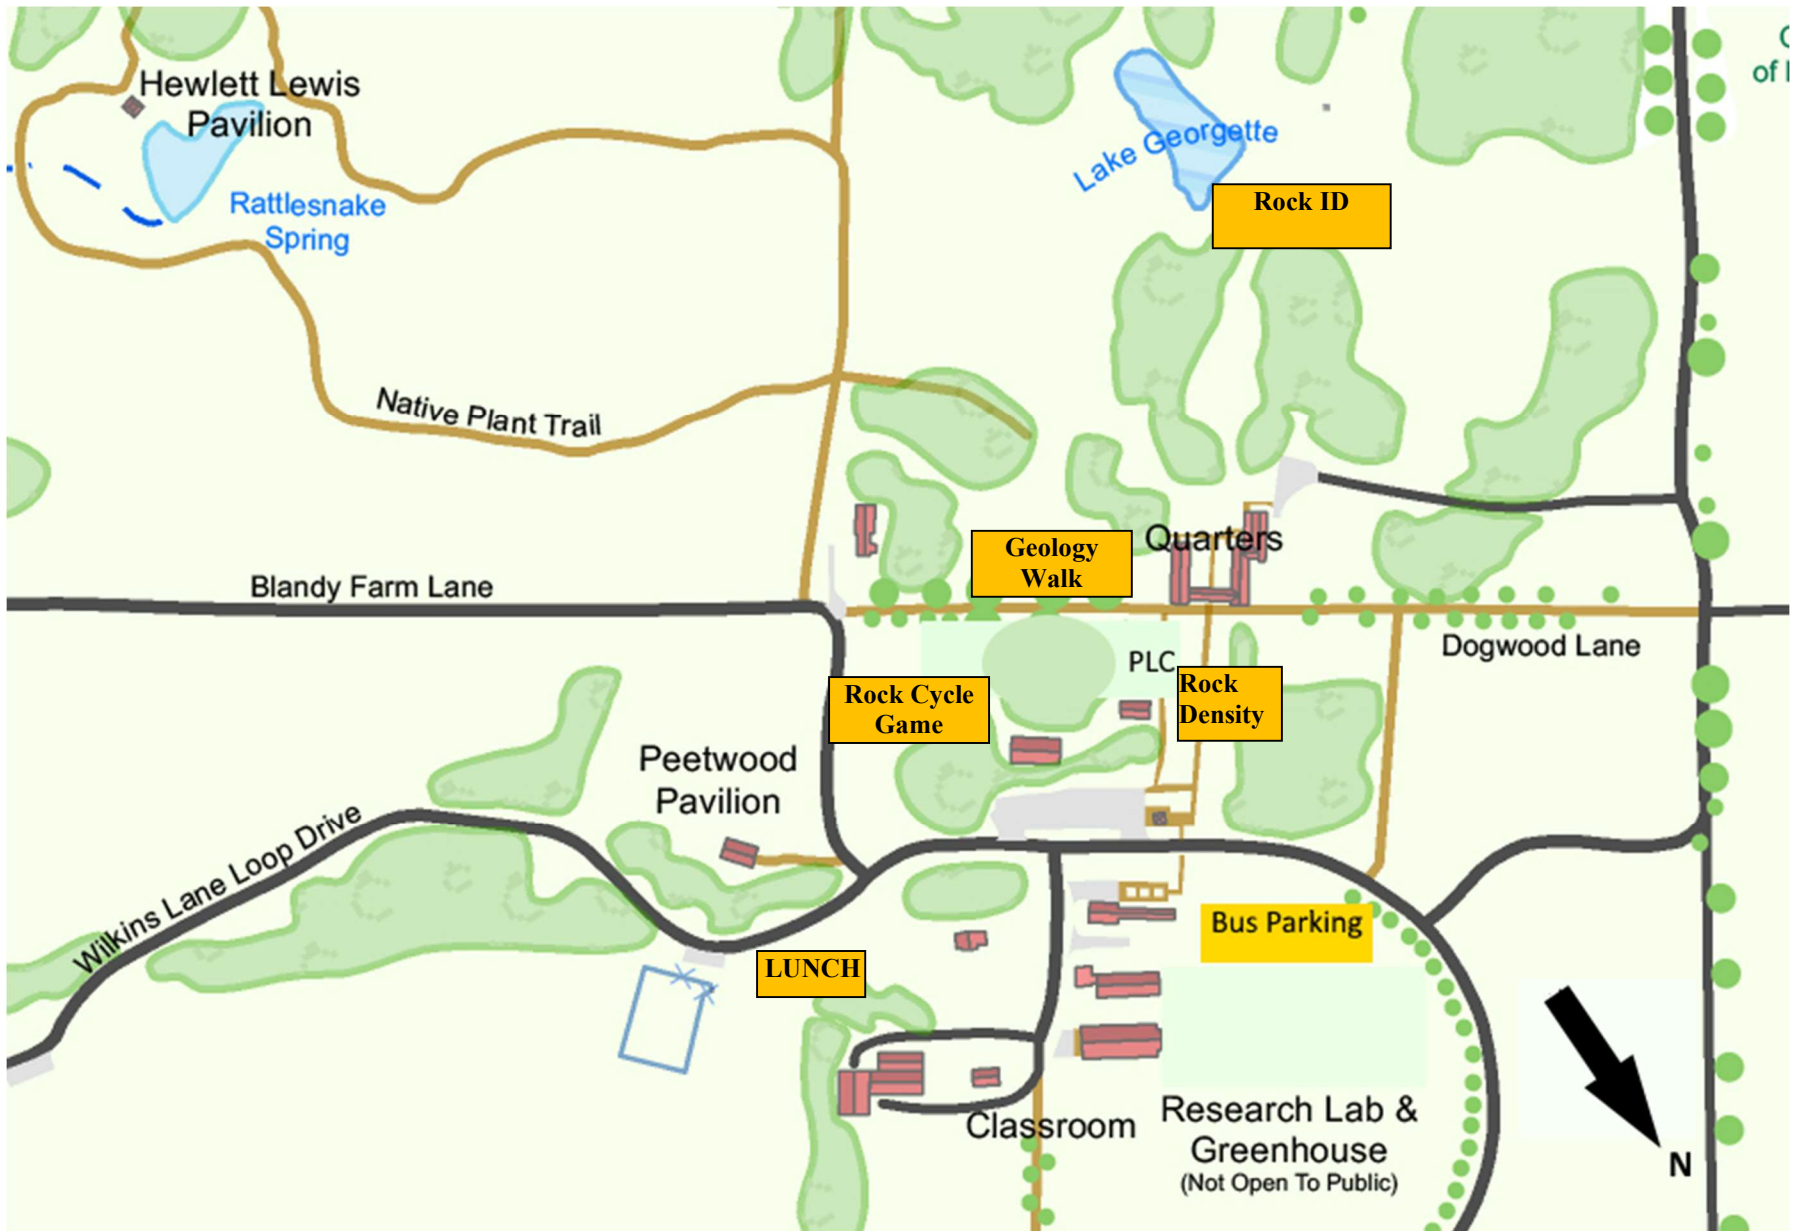 Hewlett Lewis
Pavilion
Rattlesnake
Spring
Lake Georgette
of
Rock ID
Native Plant Trail
Geology
Walk
Quarters
Blandy Farm Lane
Dogwood Lane
PLC
Rock
Density
Rock Cycle
Game
Peetwood
Pavilion
Wilkins Lane Loop Drive
Bus Parking
LUNCH
Classroom
Research Lab &
Greenhouse
(Not Open To Public)
N